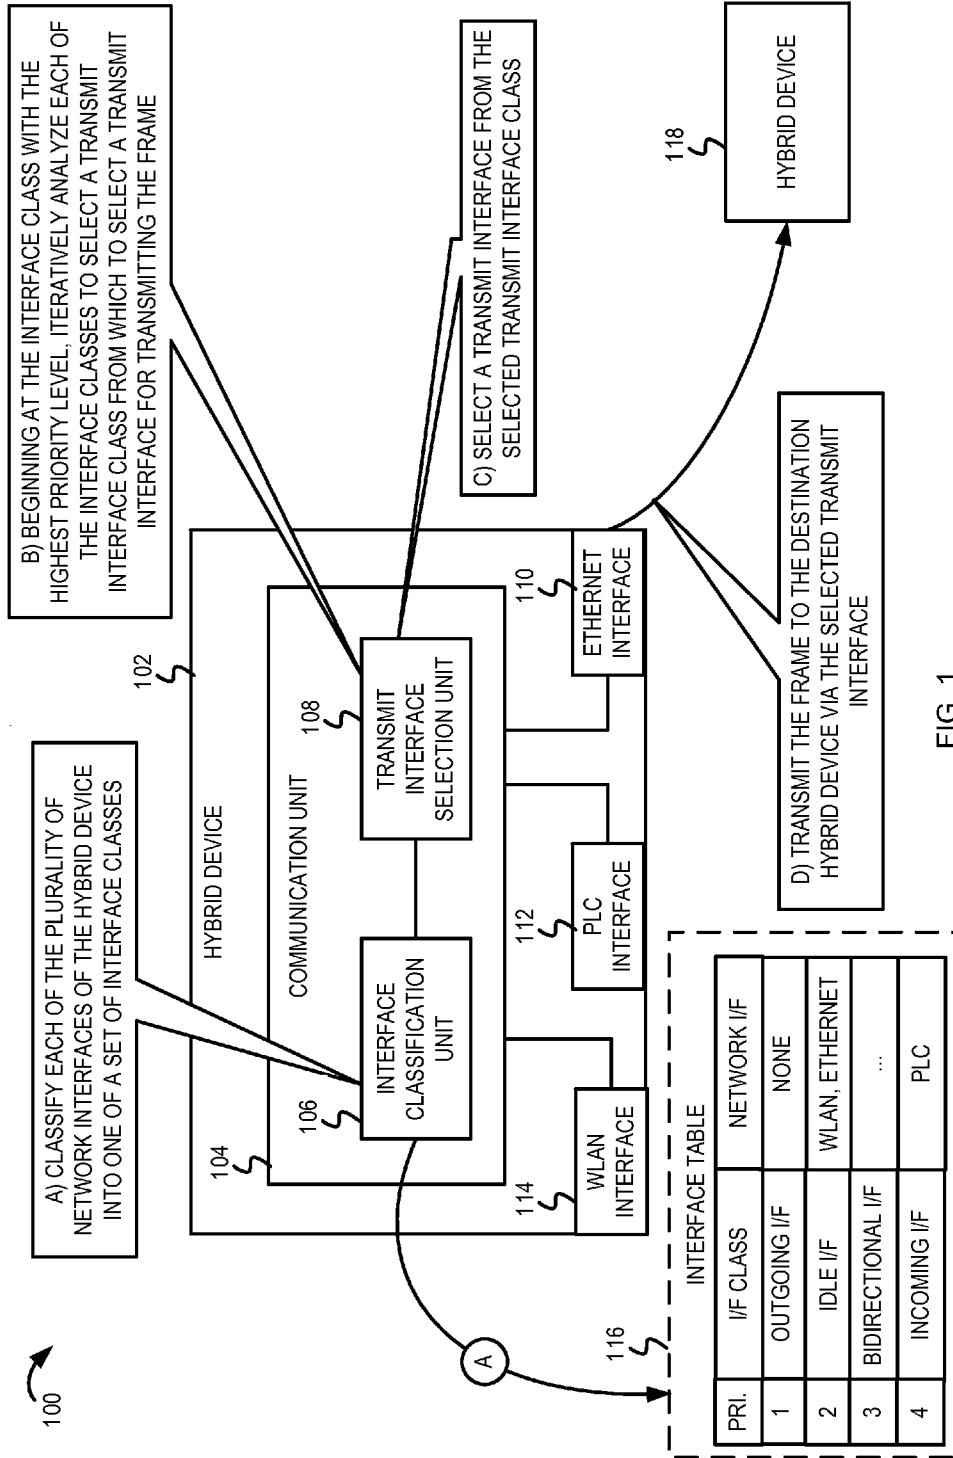 100
A) CLASSIFY EACH OF THE PLURALITY OF
NETWORK INTERFACES OF THE HYBRID DEVICE
INTO ONE OF A SET OF INTERFACE CLASSES
B) BEGINNING AT THE INTERFACE CLASS WITH THE
HIGHEST PRIORITY LEVEL, ITERATIVELY ANALYZE EACH OF
THE INTERFACE CLASSES TO SELECT A TRANSMIT
INTERFACE CLASS FROM WHICH TO SELECT A TRANSMIT
INTERFACE FOR TRANSMITTING THE FRAME
102
HYBRID DEVICE
104
COMMUNICATION UNIT
106
INTERFACE
CLASSIFICATION
UNIT
108
TRANSMIT
INTERFACE
SELECTION UNIT
C) SELECT A TRANSMIT INTERFACE FROM THE
SELECTED TRANSMIT INTERFACE CLASS
A
114
WLAN
INTERFACE
112
PLC
INTERFACE
110
ETHERNET
INTERFACE
118
HYBRID DEVICE
116
INTERFACE TABLE
PRI. I/F CLASS NETWORK I/F
1 OUTGOING I/F NONE
2 IDLE I/F WLAN, ETHERNET
3 BIDIRECTIONAL I/F ...
4 INCOMING I/F PLC
D) TRANSMIT THE FRAME TO THE DESTINATION
HYBRID DEVICE VIA THE SELECTED TRANSMIT
INTERFACE
FIG. 1